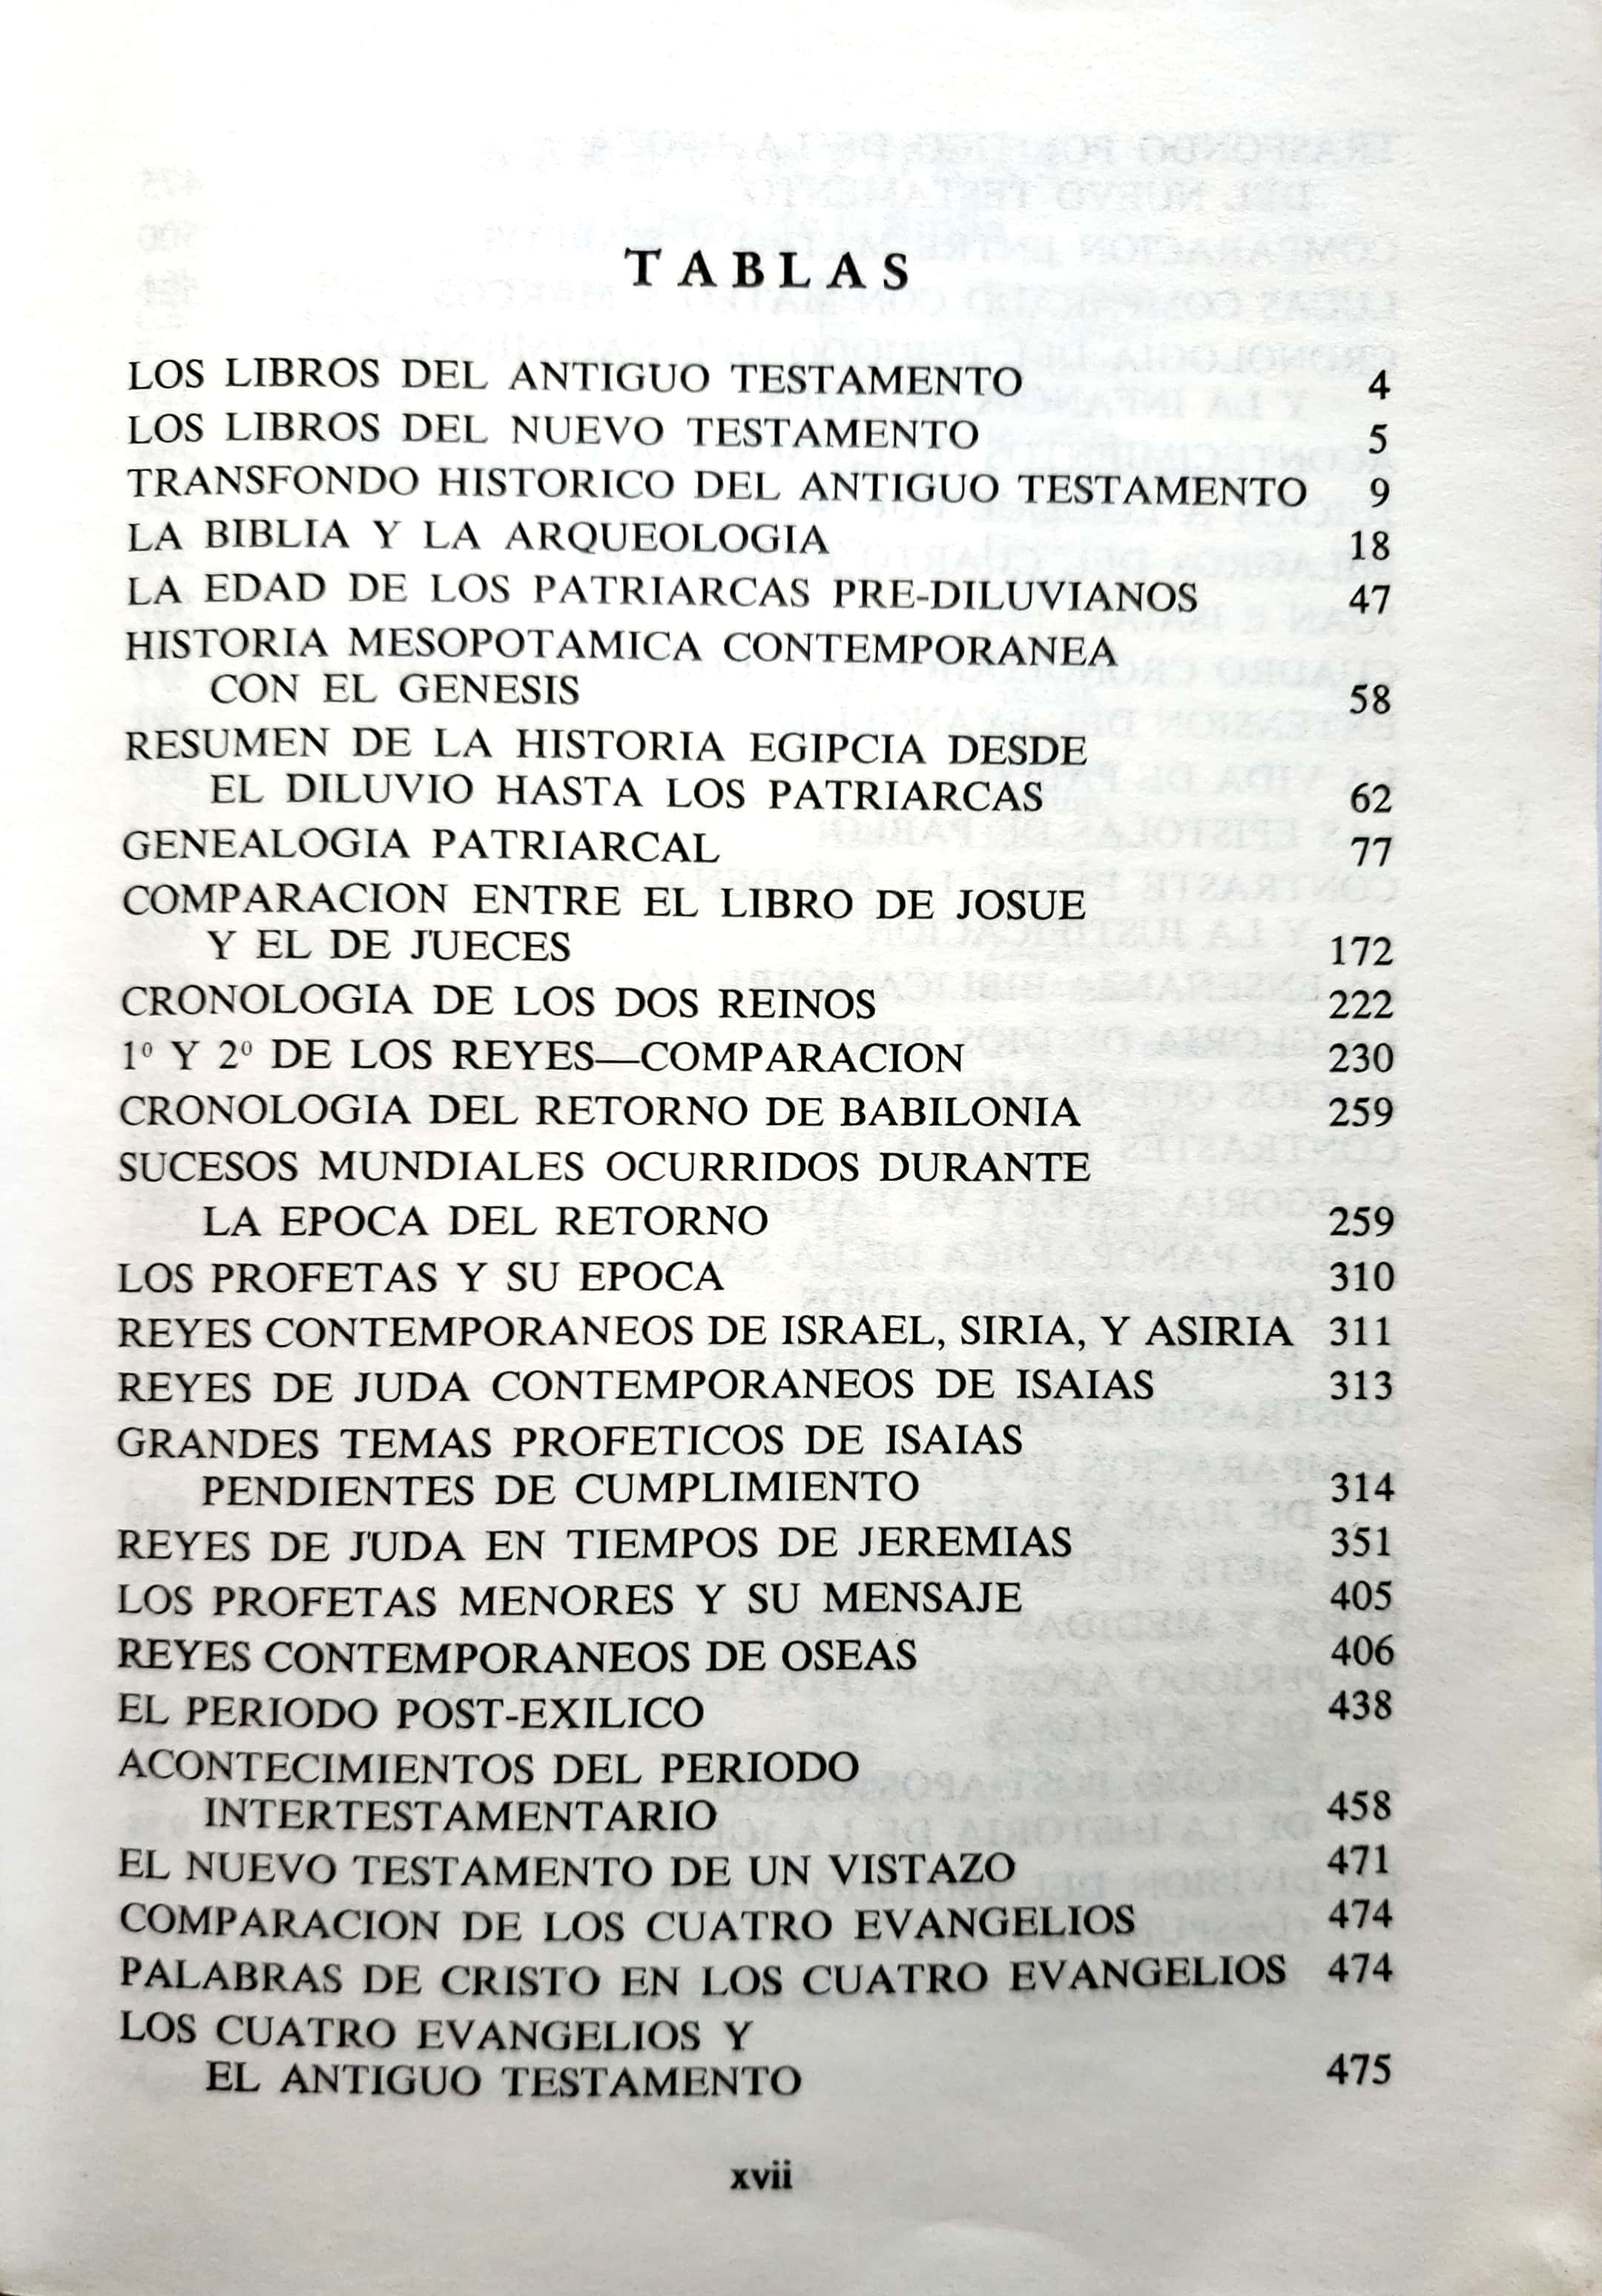 TABLAS
LOS LIBROS DEL ANTIGUO TESTAMENTO 4
LOS LIBROS DEL NUEVO TESTAMENTO 5
TRANSFONDO HISTORICO DEL ANTIGUO TESTAMENTO 9
LA BIBLIA Y LA ARQUEOLOGIA 18
LA EDAD DE LOS PATRIARCAS PRE-DILUVIANOS 47
HISTORIA MESOPOTAMICA CONTEMPORANEA
CON EL GENESIS 58
RESUMEN DE LA HISTORIA EGIPCIA DESDE
EL DILUVIO HASTA LOS PATRIARCAS 62
GENEALOGIA PATRIARCAL 77
COMPARACION ENTRE EL LIBRO DE JOSUE
Y EL DE JUECES 172
CRONOLOGIA DE LOS DOS REINOS 222
1º Y 2º DE LOS REYES—COMPARACION 230
CRONOLOGIA DEL RETORNO DE BABILONIA 259
SUCESOS MUNDIALES OCURRIDOS DURANTE
LA EPOCA DEL RETORNO 259
LOS PROFETAS Y SU EPOCA 310
REYES CONTEMPORANEOS DE ISRAEL, SIRIA, Y ASIRIA 311
REYES DE JUDA CONTEMPORANEOS DE ISAIAS 313
GRANDES TEMAS PROFETICOS DE ISAIAS
PENDIENTES DE CUMPLIMIENTO 314
REYES DE JUDA EN TIEMPOS DE JEREMIAS 351
LOS PROFETAS MENORES Y SU MENSAJE 405
REYES CONTEMPORANEOS DE OSEAS 406
EL PERIODO POST-EXILICO 438
ACONTECIMIENTOS DEL PERIODO
INTERTESTAMENTARIO 458
EL NUEVO TESTAMENTO DE UN VISTAZO 471
COMPARACION DE LOS CUATRO EVANGELIOS 474
PALABRAS DE CRISTO EN LOS CUATRO EVANGELIOS 474
LOS CUATRO EVANGELIOS Y
EL ANTIGUO TESTAMENTO 475
xvii